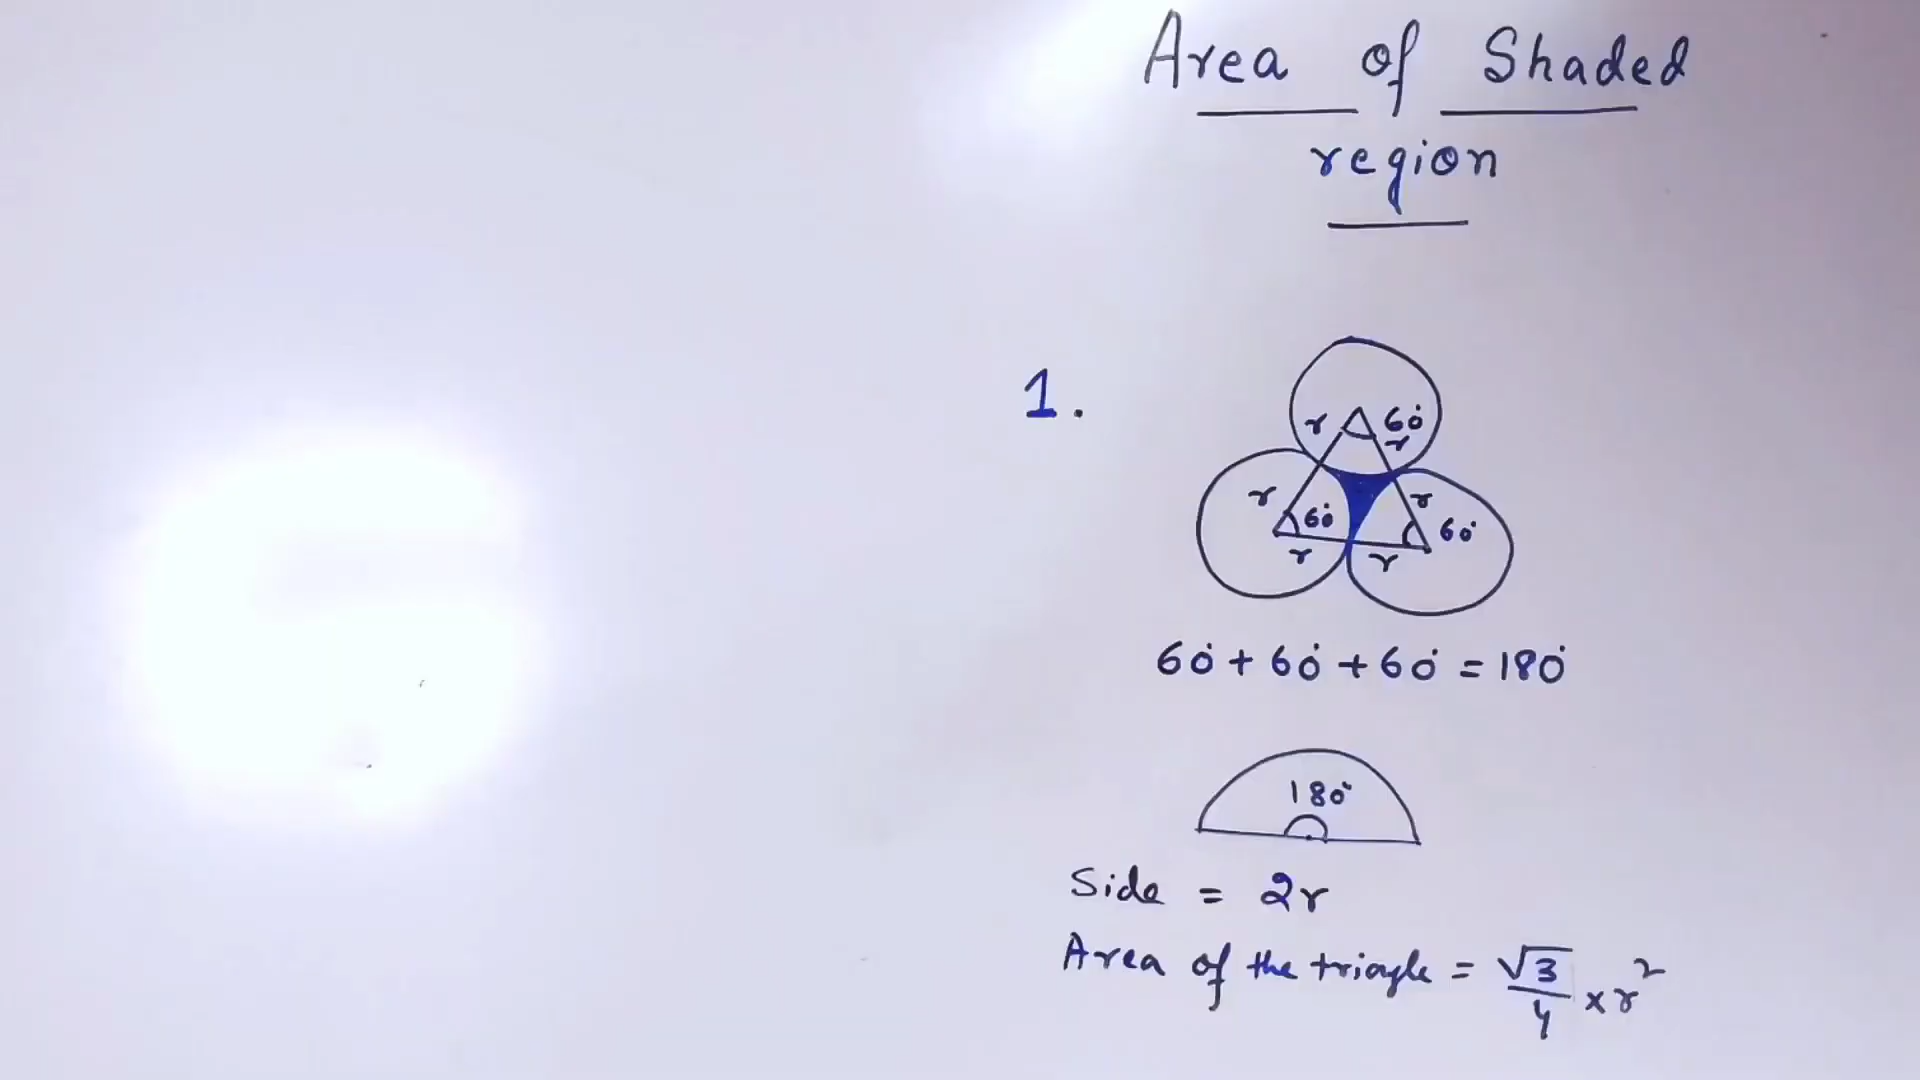 Area of Shaded
region
1.
r 60°
r
r 60° r 60°
r r
60° + 60° + 60° = 180°
180°
Side = 2r
Area of the triangle = √3/4 × r²